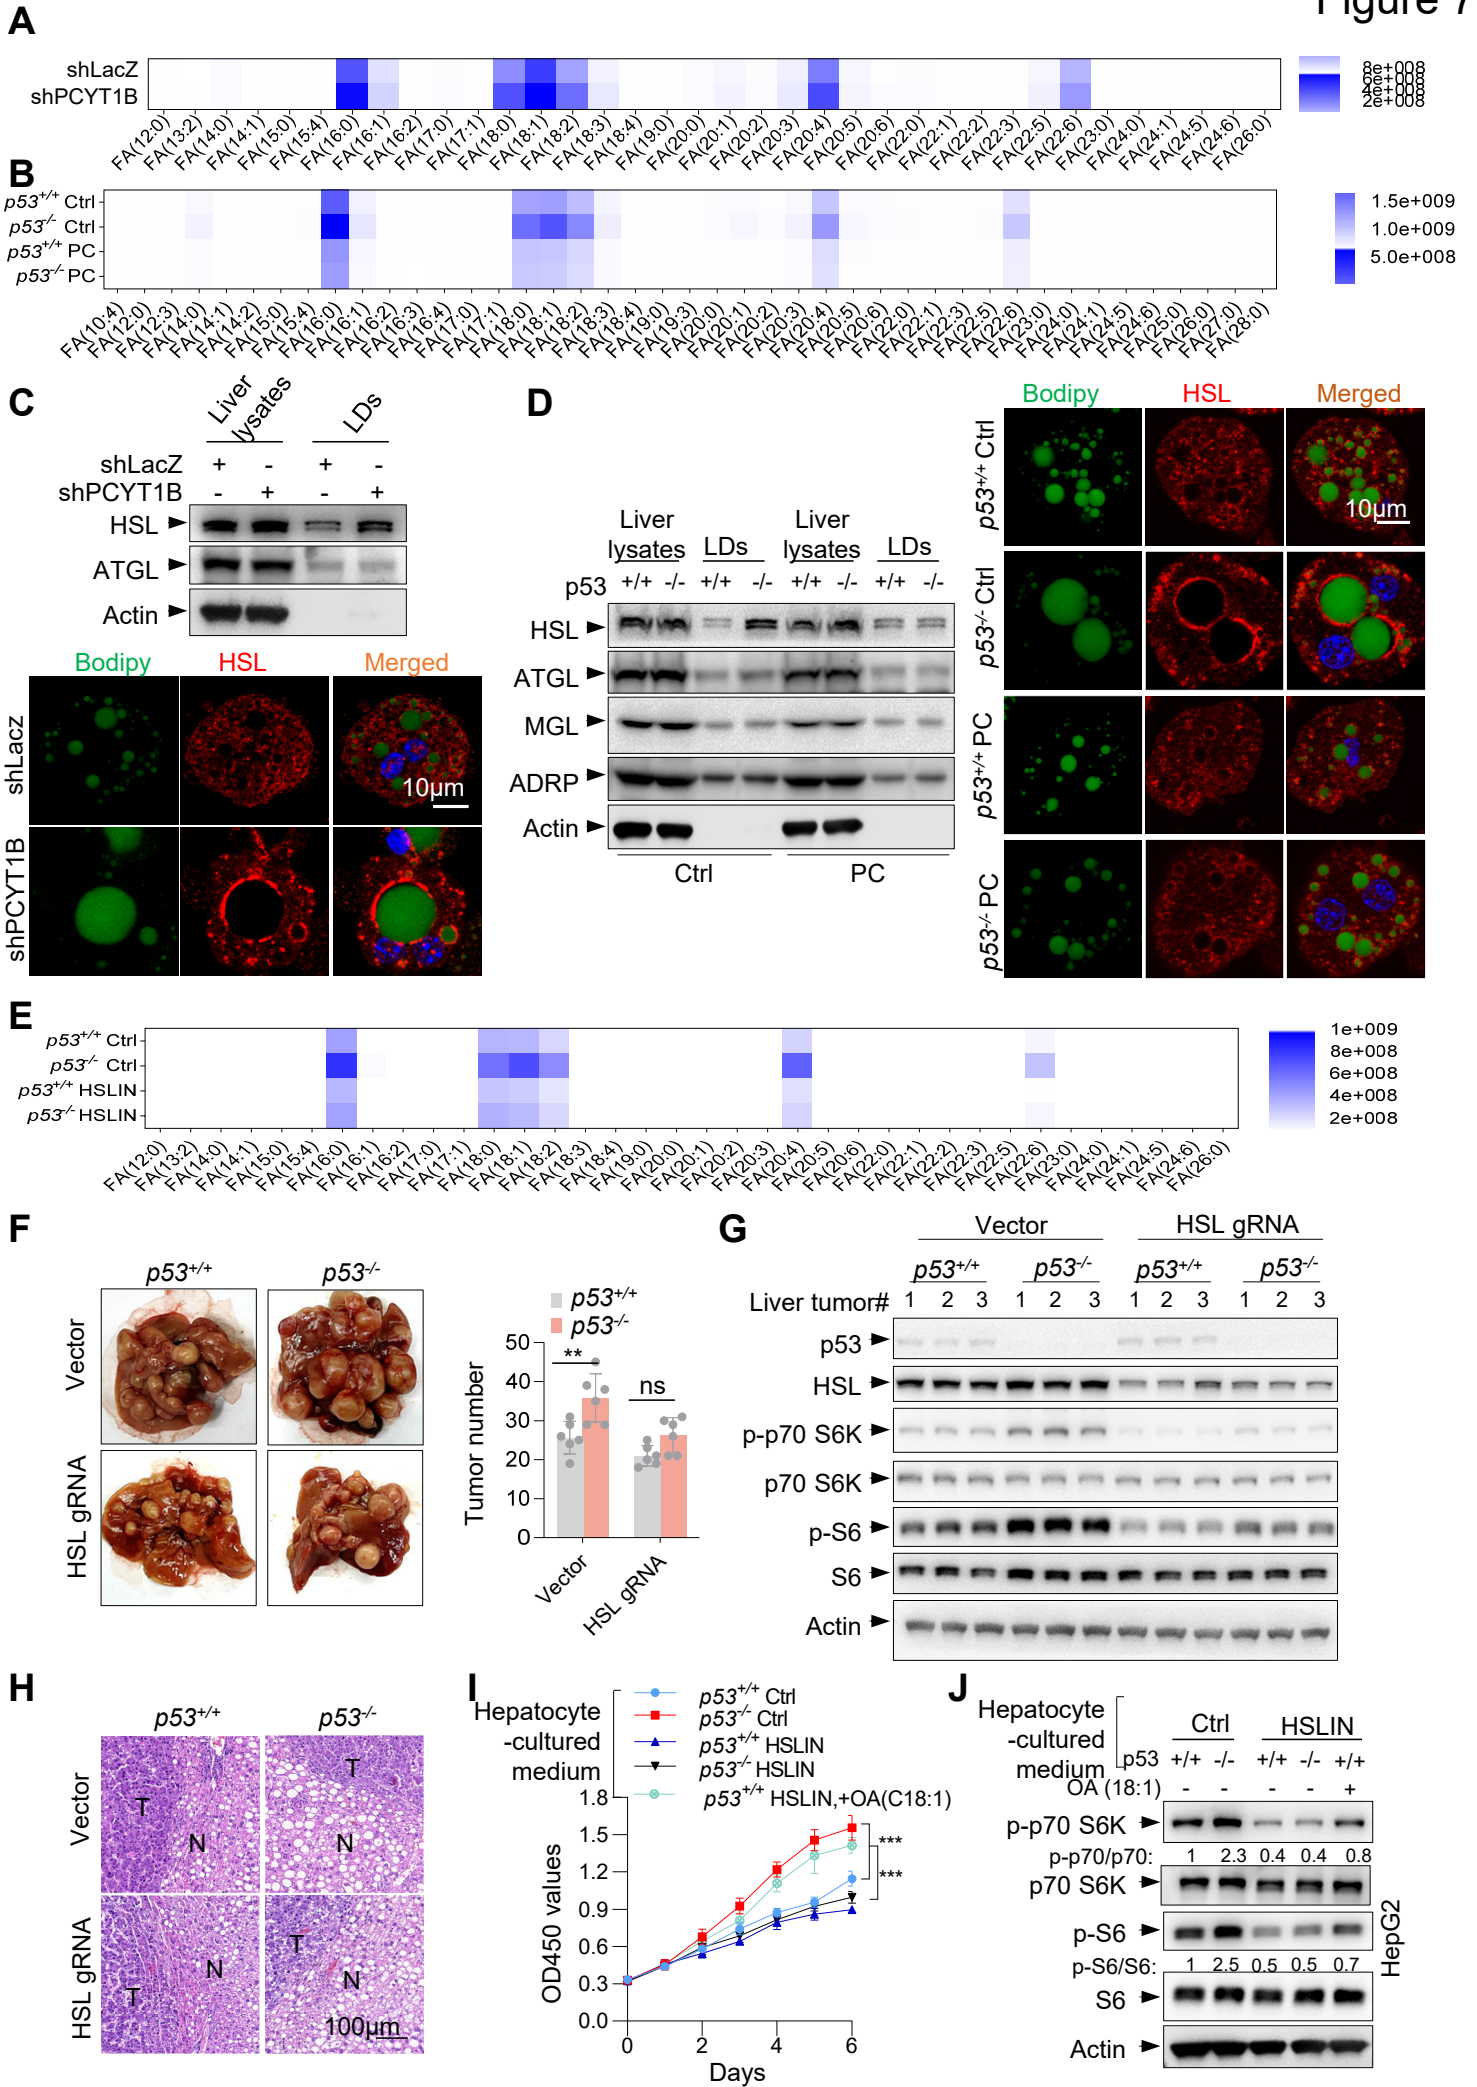 Figure 7
A
shLacZ
shPCYT1B
8e+008
6e+008
4e+008
2e+008
FA(12:0) FA(13:2) FA(14:0) FA(14:1) FA(15:0) FA(15:4) FA(16:0) FA(16:1) FA(16:2) FA(17:0) FA(17:1) FA(18:0) FA(18:1) FA(18:2) FA(18:3) FA(18:4) FA(19:0) FA(20:0) FA(20:1) FA(20:2) FA(20:3) FA(20:4) FA(20:5) FA(20:6) FA(22:0) FA(22:1) FA(22:2) FA(22:3) FA(22:5) FA(22:6) FA(23:0) FA(24:0) FA(24:1) FA(24:5) FA(24:6) FA(26:0)
B
p53+/+ Ctrl
p53-/- Ctrl
p53+/+ PC
p53-/- PC
1.5e+009
1.0e+009
5.0e+008
FA(10:4) FA(12:0) FA(12:3) FA(14:0) FA(14:1) FA(14:2) FA(15:0) FA(15:4) FA(16:0) FA(16:1) FA(16:2) FA(16:3) FA(16:4) FA(17:0) FA(17:1) FA(18:0) FA(18:1) FA(18:2) FA(18:3) FA(18:4) FA(19:0) FA(19:3) FA(20:0) FA(20:1) FA(20:2) FA(20:3) FA(20:4) FA(20:5) FA(20:6) FA(22:0) FA(22:1) FA(22:3) FA(22:5) FA(22:6) FA(23:0) FA(24:0) FA(24:1) FA(24:5) FA(24:6) FA(25:0) FA(26:0) FA(27:0) FA(28:0)
C
Liver lysates
LDs
shLacZ + - + -
shPCYT1B - + - +
HSL
ATGL
Actin
Bodipy HSL Merged
shLacz
10μm
shPCYT1B
D
Liver lysates LDs Liver lysates LDs
p53 +/+ -/- +/+ -/- +/+ -/- +/+ -/-
HSL
ATGL
MGL
ADRP
Actin
Ctrl PC
Bodipy HSL Merged
p53+/+ Ctrl
10μm
p53-/- Ctrl
p53+/+ PC
p53-/- PC
E
p53+/+ Ctrl
p53-/- Ctrl
p53+/+ HSLIN
p53-/- HSLIN
1e+009
8e+008
6e+008
4e+008
2e+008
FA(12:0) FA(13:2) FA(14:0) FA(14:1) FA(15:0) FA(15:4) FA(16:0) FA(16:1) FA(16:2) FA(17:0) FA(17:1) FA(18:0) FA(18:1) FA(18:2) FA(18:3) FA(18:4) FA(19:0) FA(20:0) FA(20:1) FA(20:2) FA(20:3) FA(20:4) FA(20:5) FA(20:6) FA(22:0) FA(22:1) FA(22:2) FA(22:3) FA(22:5) FA(22:6) FA(23:0) FA(24:0) FA(24:1) FA(24:5) FA(24:6) FA(26:0)
F
p53+/+ p53-/-
Vector
HSL gRNA
p53+/+
p53-/-
Tumor number
50
40
30
20
10
0
** ns
Vector HSL gRNA
G
Vector HSL gRNA
p53+/+ p53-/- p53+/+ p53-/-
Liver tumor# 1 2 3 1 2 3 1 2 3 1 2 3
p53
HSL
p-p70 S6K
p70 S6K
p-S6
S6
Actin
H
p53+/+ p53-/-
Vector
T N T N
HSL gRNA
T N T N
100μm
I
Hepatocyte
-cultured
medium
p53+/+ Ctrl
p53-/- Ctrl
p53+/+ HSLIN
p53-/- HSLIN
p53+/+ HSLIN,+OA(C18:1)
OD450 values
1.8
1.5
1.2
0.9
0.6
0.3
0.0
***
***
0 2 4 6
Days
J
Hepatocyte
-cultured
medium
Ctrl HSLIN
p53 +/+ -/- +/+ -/- +/+
OA (18:1) - - - - +
p-p70 S6K
p-p70/p70: 1 2.3 0.4 0.4 0.8
p70 S6K
p-S6
p-S6/S6: 1 2.5 0.5 0.5 0.7
S6
Actin
HepG2